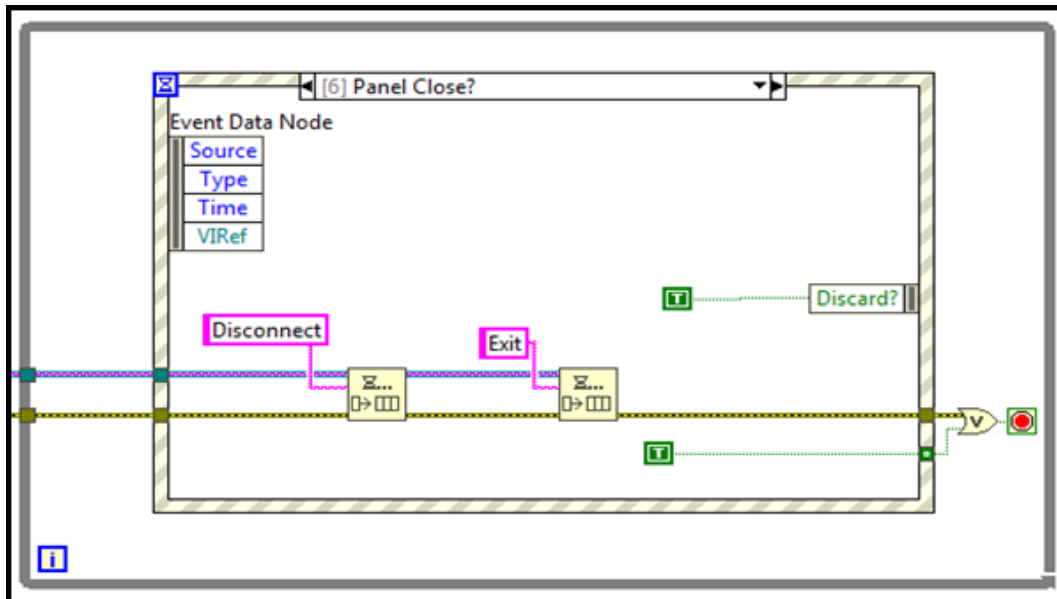 [6] Panel Close?
Event Data Node
Source
Type
Time
VIRef
T
Discard?
Disconnect
Exit
V
T
i